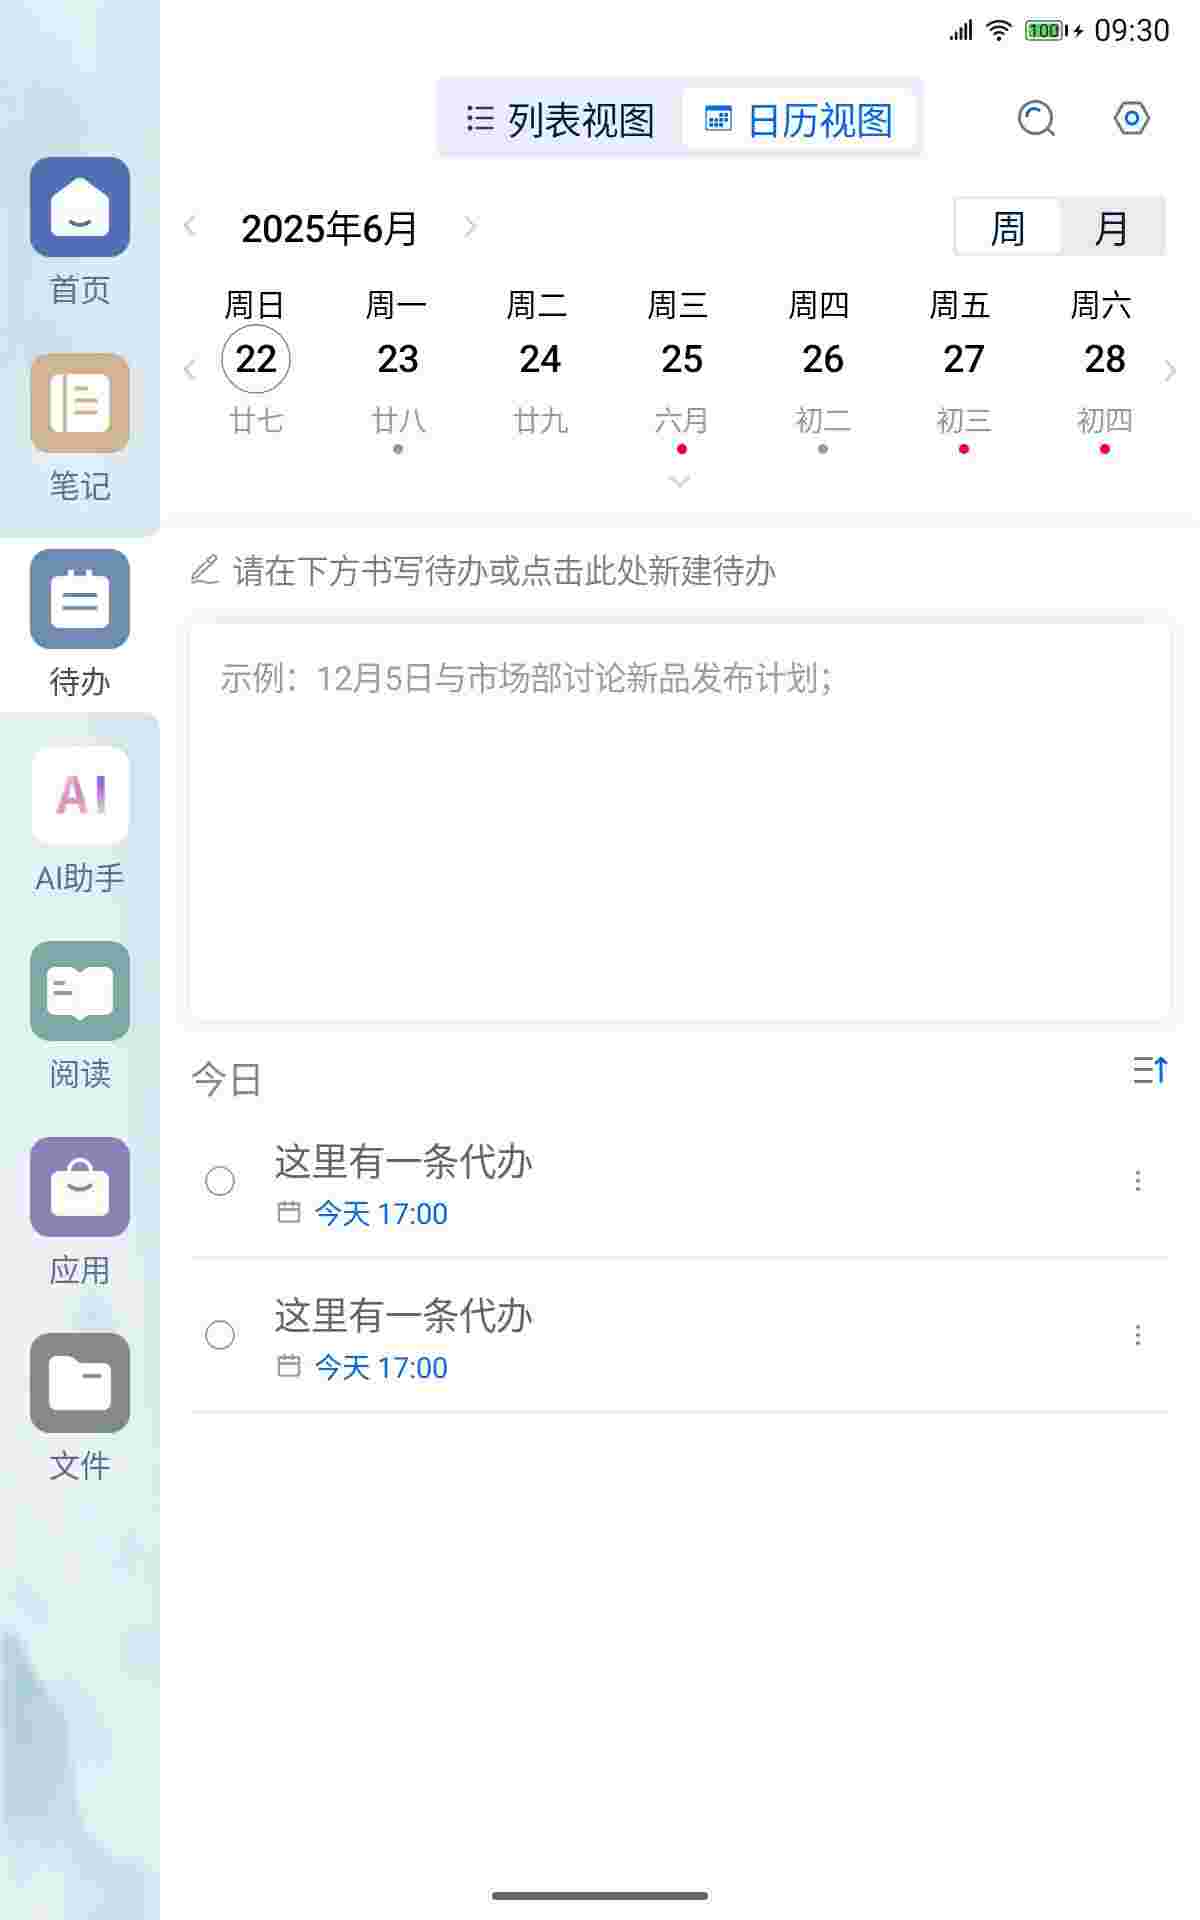 100 09:30
列表视图 日历视图
2025年6月 周 月
周日 周一 周二 周三 周四 周五 周六
22 23 24 25 26 27 28
廿七 廿八 廿九 六月 初二 初三 初四
请在下方书写待办或点击此处新建待办
示例：12月5日与市场部讨论新品发布计划；
今日
这里有一条代办
今天 17:00
这里有一条代办
今天 17:00
首页
笔记
待办
AI
AI助手
阅读
应用
文件